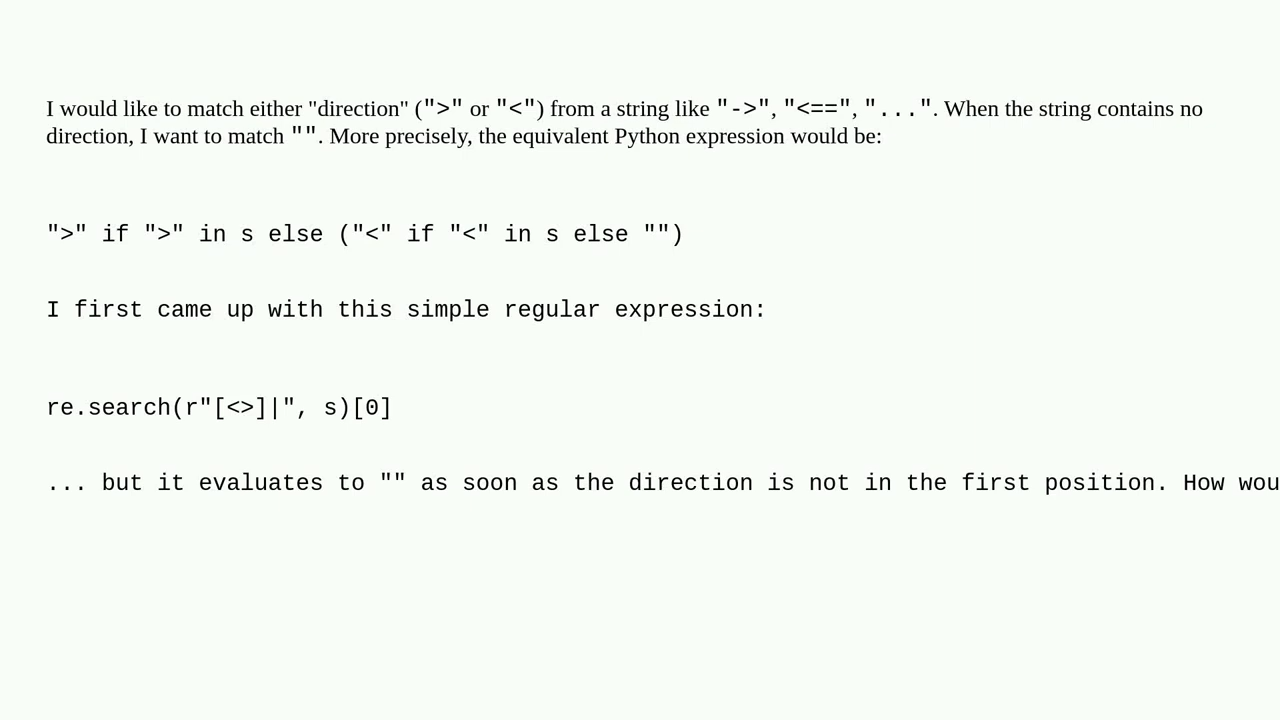 I would like to match either "direction" (">" or "<") from a string like "->", "<==", "...". When the string contains no
direction, I want to match "". More precisely, the equivalent Python expression would be:
">" if ">" in s else ("<" if "<" in s else "")
I first came up with this simple regular expression:
re.search(r"[<>]|", s)[0]
... but it evaluates to "" as soon as the direction is not in the first position. How